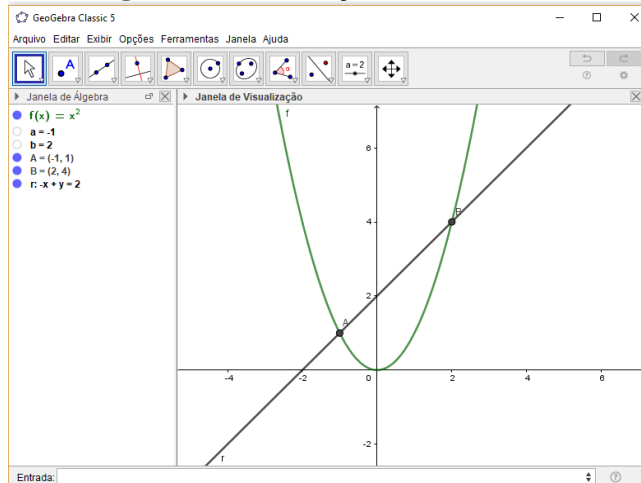 GeoGebra Classic 5
Arquivo Editar Exibir Opções Ferramentas Janela Ajuda
A
α
a=2
Janela de Álgebra
f(x) = x²
a = -1
b = 2
A = (-1, 1)
B = (2, 4)
r: -x + y = 2
Janela de Visualização
f
6
B
4
2
A
-4 -2 0 2 4 6
-2
r
Entrada: